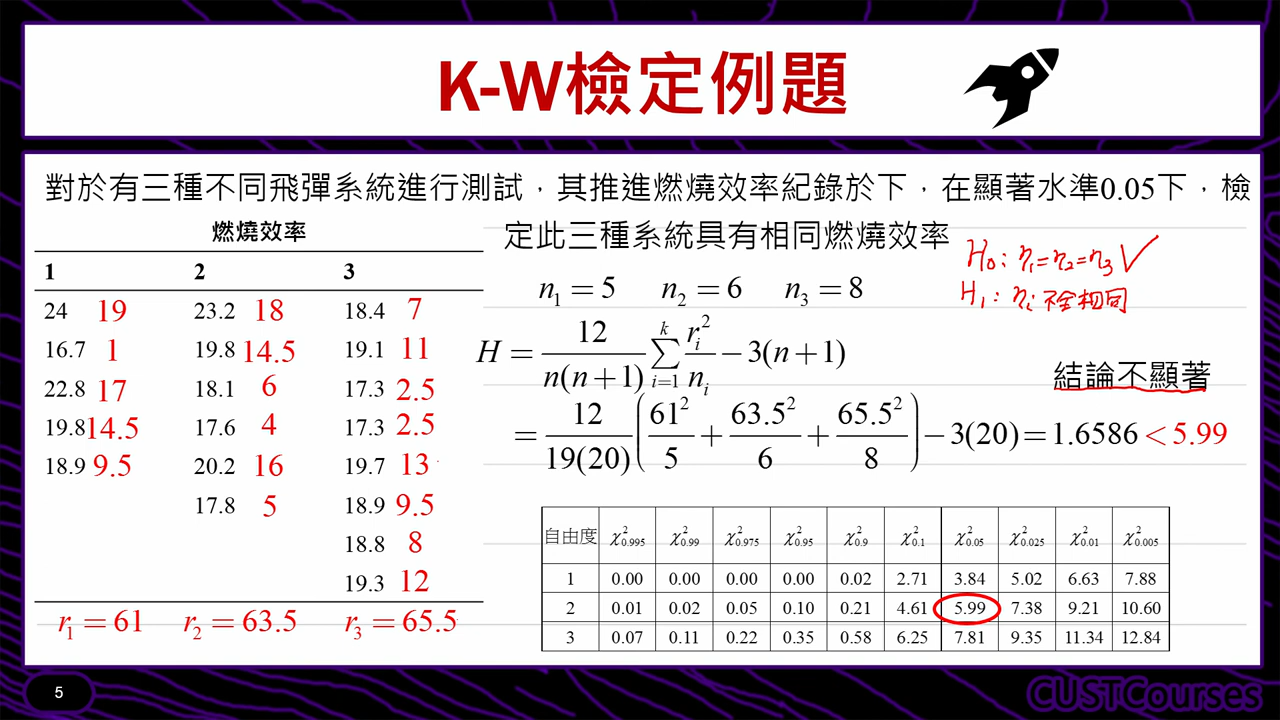 K-W檢定例題
對於有三種不同飛彈系統進行測試，其推進燃燒效率紀錄於下，在顯著水準0.05下，檢
定此三種系統具有相同燃燒效率
燃燒效率
1 2 3
24 19 23.2 18 18.4 7
16.7 1 19.8 14.5 19.1 11
22.8 17 18.1 6 17.3 2.5
19.8 14.5 17.6 4 17.3 2.5
18.9 9.5 20.2 16 19.7 13
17.8 5 18.9 9.5
18.8 8
19.3 12
r₁ = 61 r₂ = 63.5 r₃ = 65.5
H₀: η₁=η₂=η₃ ✓
H₁: ηᵢ 不全相同
n₁ = 5 n₂ = 6 n₃ = 8
H = 12/(n(n+1)) ∑_{i=1}^{k} rᵢ²/nᵢ − 3(n+1)
結論不顯著
= 12/(19(20)) (61²/5 + 63.5²/6 + 65.5²/8) − 3(20) = 1.6586 < 5.99
自由度 χ²0.995 χ²0.99 χ²0.975 χ²0.95 χ²0.9 χ²0.1 χ²0.05 χ²0.025 χ²0.01 χ²0.005
1 0.00 0.00 0.00 0.00 0.02 2.71 3.84 5.02 6.63 7.88
2 0.01 0.02 0.05 0.10 0.21 4.61 5.99 7.38 9.21 10.60
3 0.07 0.11 0.22 0.35 0.58 6.25 7.81 9.35 11.34 12.84
5
CUSTCourses